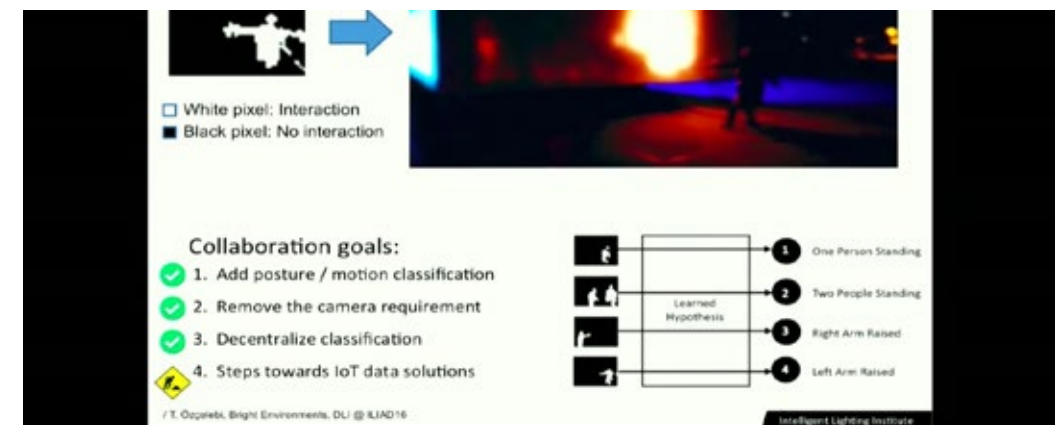 White pixel: Interaction
Black pixel: No interaction
Collaboration goals:
1. Add posture / motion classification
2. Remove the camera requirement
3. Decentralize classification
4. Steps towards IoT data solutions
Learned
Hypothesis
1 One Person Standing
2 Two People Standing
3 Right Arm Raised
4 Left Arm Raised
/ T. Özçelebi, Bright Environments, DLI @ ILIAD16
Intelligent Lighting Institute